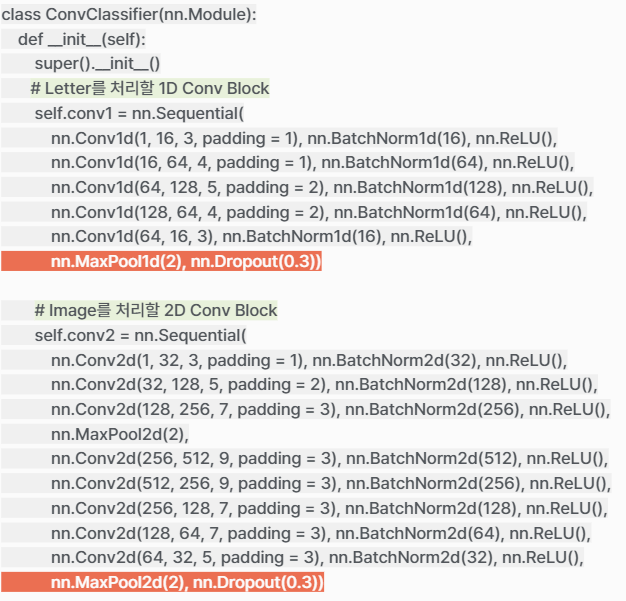 class ConvClassifier(nn.Module):
def __init__(self):
super().__init__()
# Letter를 처리할 1D Conv Block
self.conv1 = nn.Sequential(
nn.Conv1d(1, 16, 3, padding = 1), nn.BatchNorm1d(16), nn.ReLU(),
nn.Conv1d(16, 64, 4, padding = 1), nn.BatchNorm1d(64), nn.ReLU(),
nn.Conv1d(64, 128, 5, padding = 2), nn.BatchNorm1d(128), nn.ReLU(),
nn.Conv1d(128, 64, 4, padding = 2), nn.BatchNorm1d(64), nn.ReLU(),
nn.Conv1d(64, 16, 3), nn.BatchNorm1d(16), nn.ReLU(),
nn.MaxPool1d(2), nn.Dropout(0.3))
# Image를 처리할 2D Conv Block
self.conv2 = nn.Sequential(
nn.Conv2d(1, 32, 3, padding = 1), nn.BatchNorm2d(32), nn.ReLU(),
nn.Conv2d(32, 128, 5, padding = 2), nn.BatchNorm2d(128), nn.ReLU(),
nn.Conv2d(128, 256, 7, padding = 3), nn.BatchNorm2d(256), nn.ReLU(),
nn.MaxPool2d(2),
nn.Conv2d(256, 512, 9, padding = 3), nn.BatchNorm2d(512), nn.ReLU(),
nn.Conv2d(512, 256, 9, padding = 3), nn.BatchNorm2d(256), nn.ReLU(),
nn.Conv2d(256, 128, 7, padding = 3), nn.BatchNorm2d(128), nn.ReLU(),
nn.Conv2d(128, 64, 7, padding = 3), nn.BatchNorm2d(64), nn.ReLU(),
nn.Conv2d(64, 32, 5, padding = 3), nn.BatchNorm2d(32), nn.ReLU(),
nn.MaxPool2d(2), nn.Dropout(0.3))